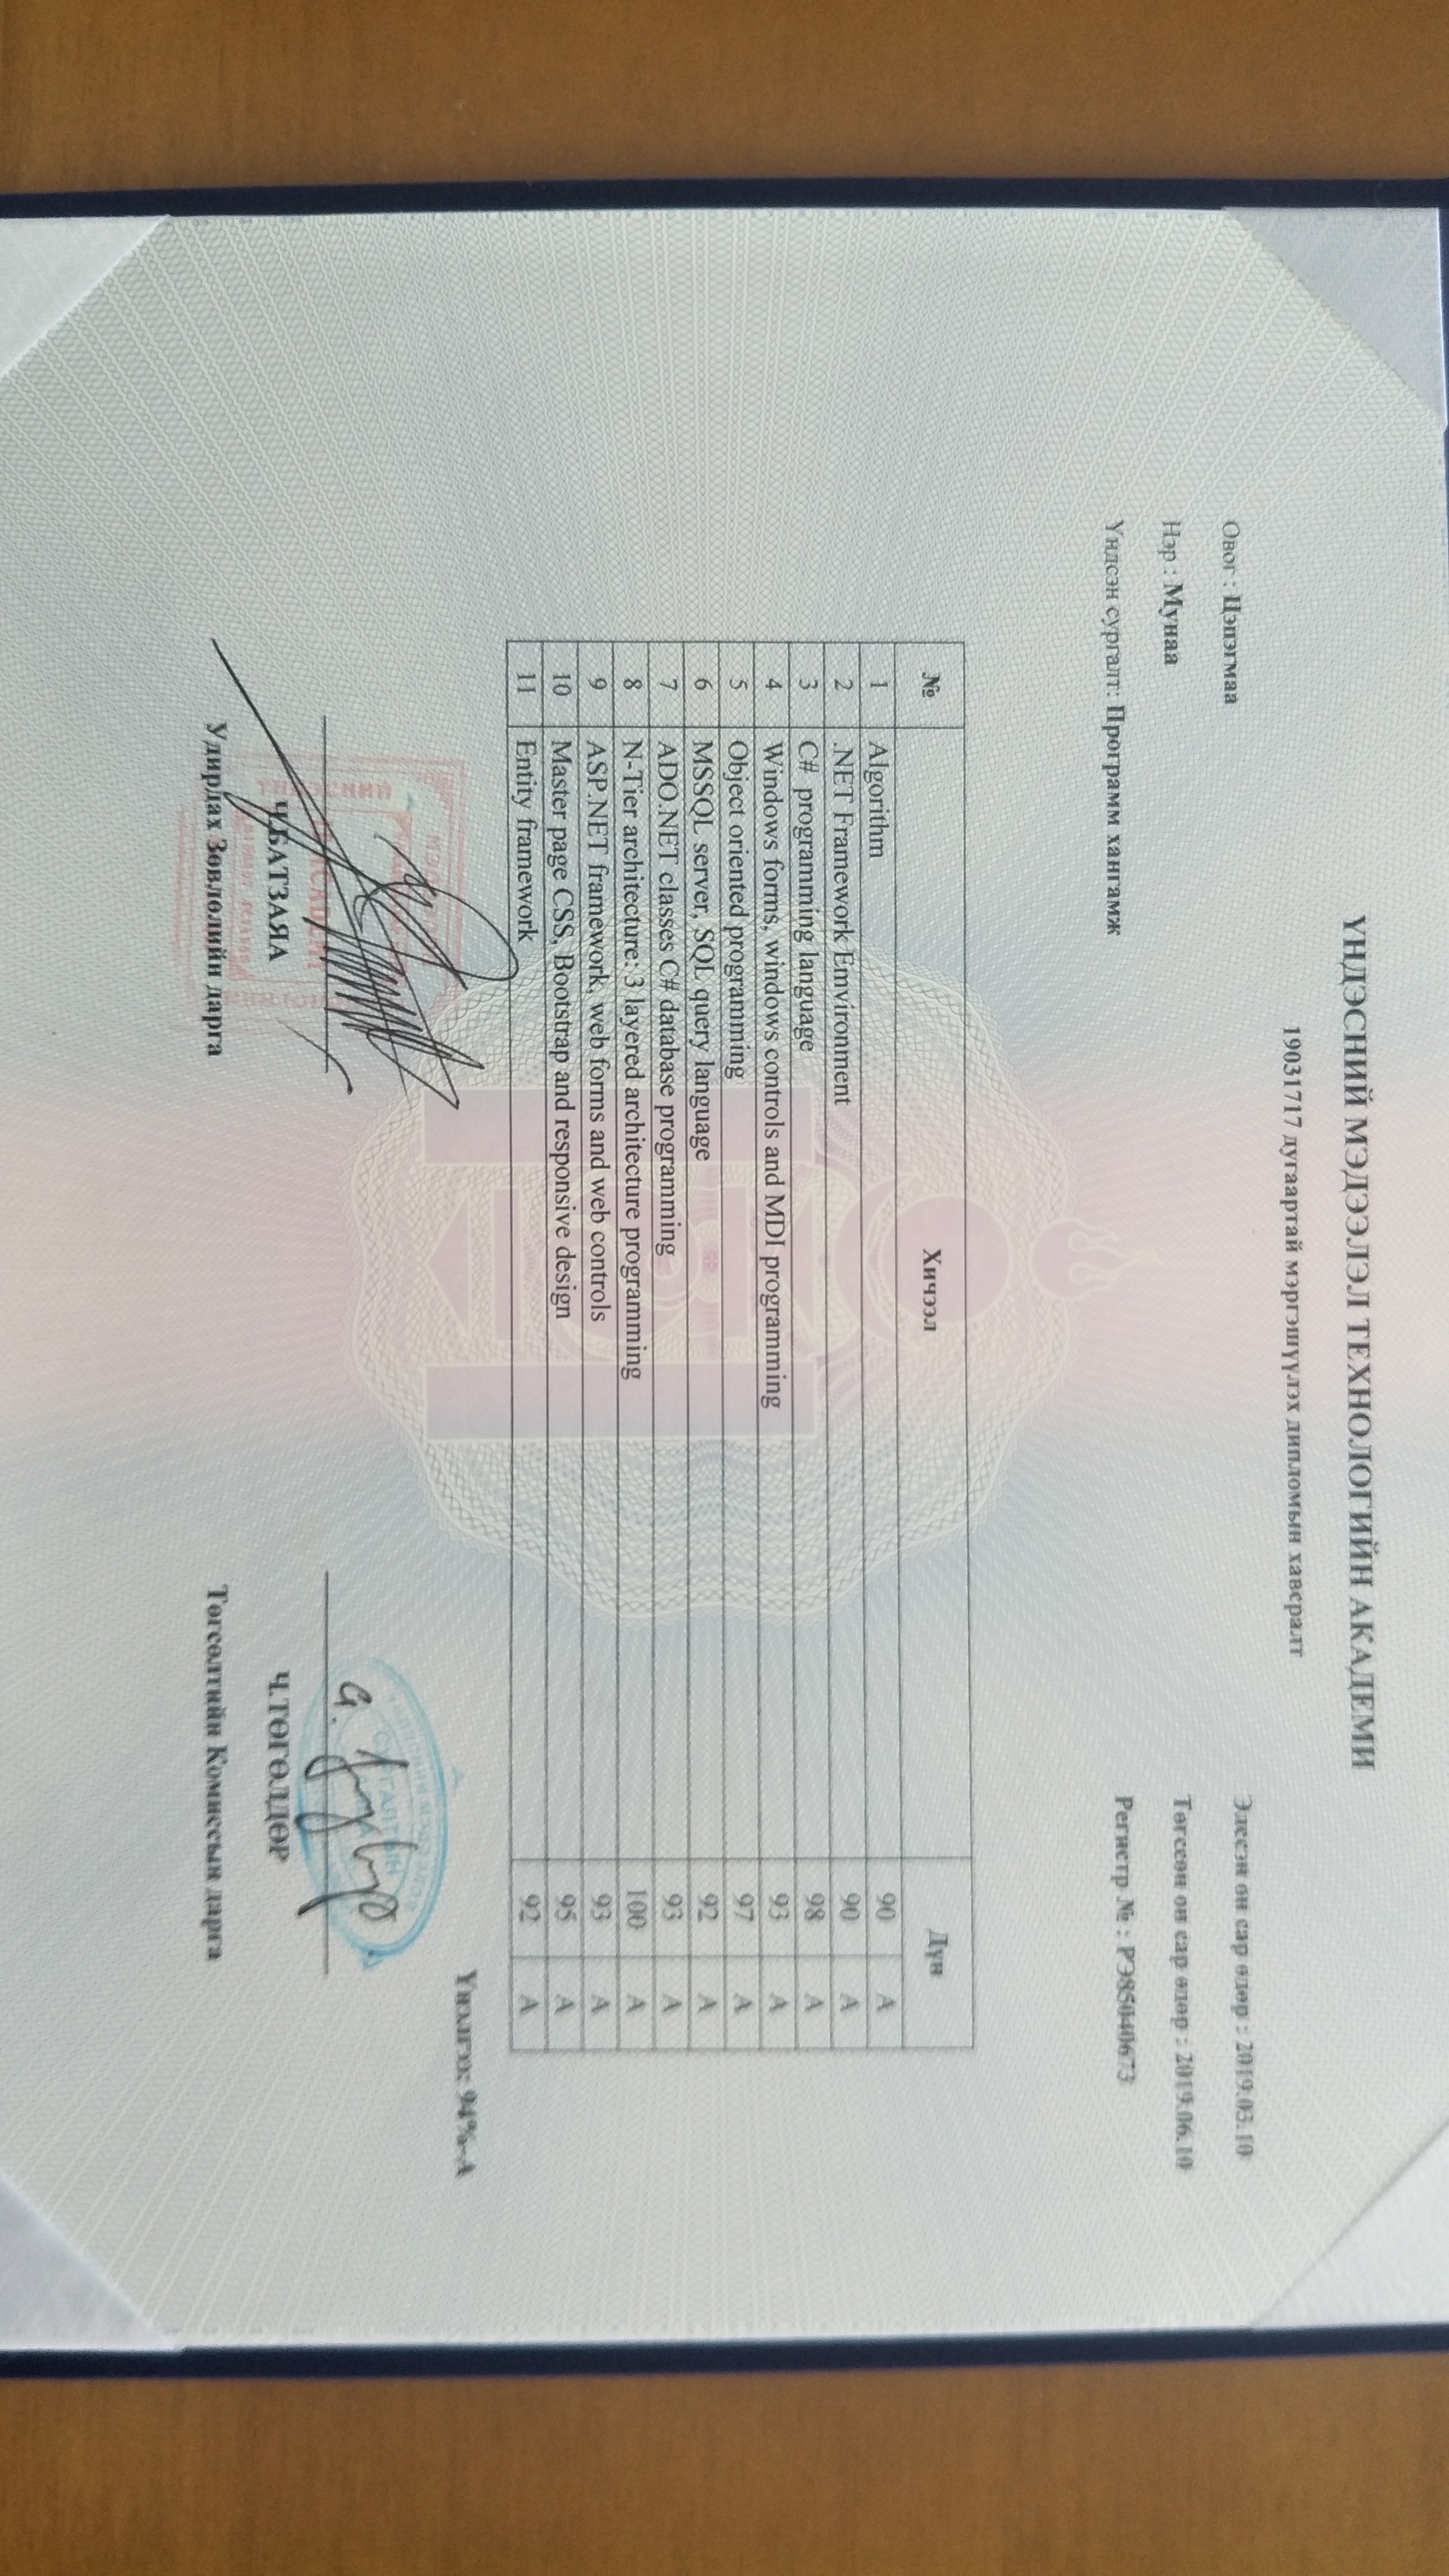 ҮНДЭСНИЙ МЭДЭЭЛЭЛ ТЕХНОЛОГИЙН АКАДЕМИ
19031717 дугаартай мэргэшүүлэх дипломын хавсралт
Овог : Цэпэгмаа
Элссэн он сар өдөр : 2019.03.10
Нэр : Мунаа
Төгссөн он сар өдөр : 2019.06.10
Үндсэн сургалт: Программ хангамж
Регистр № : РЭ85040673
№ Хичээл Дүн
1 Algorithm 90 A
2 .NET Framework Emvironment 90 A
3 C# programming language 98 A
4 Windows forms, windows controls and MDI programming 93 A
5 Object oriented programming 97 A
6 MSSQL server, SQL query language 92 A
7 ADO.NET classes C# database programming 93 A
8 N-Tier architecture: 3 layered architecture programming 100 A
9 ASP.NET framework, web forms and web controls 93 A
10 Master page CSS, Bootstrap and responsive design 95 A
11 Entity framework 92 A
Үнэлгээ: 94%-A
Ч.БАТЗАЯА
Ч.ТӨГӨЛДӨР
Удирдах Зөвлөлийн дарга
Төгсөлтийн Комиссын дарга